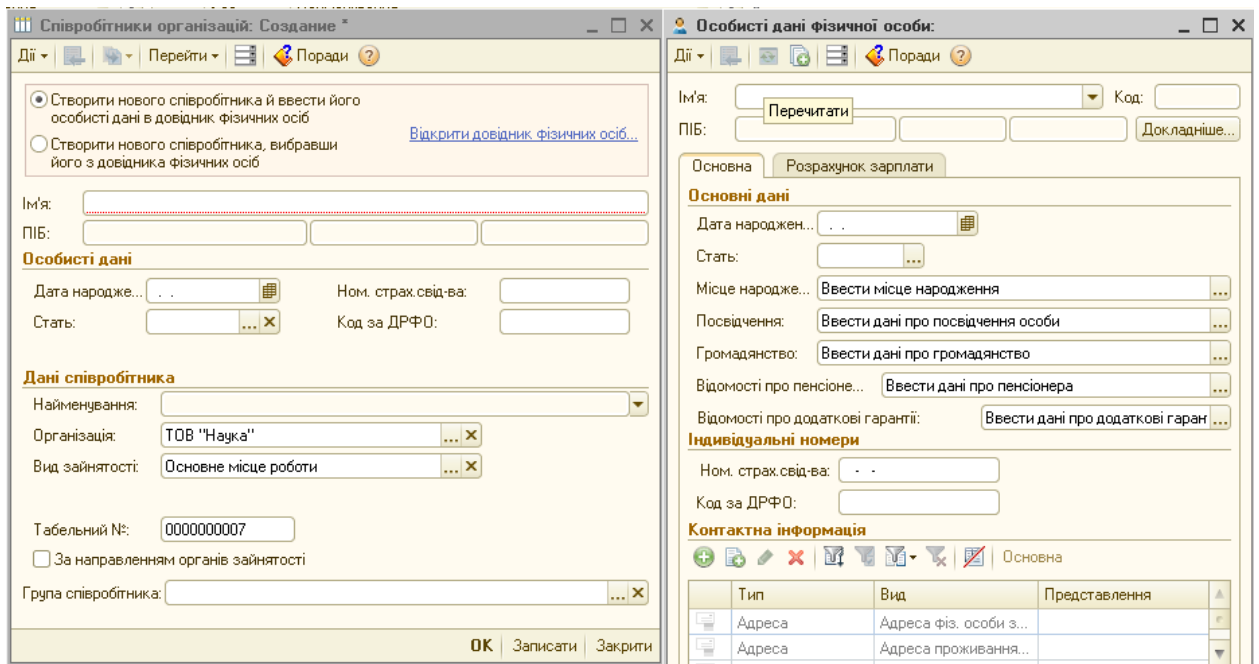 Співробітники організацій: Создание *
Дії Перейти Поради
Створити нового співробітника й ввести його
особисті дані в довідник фізичних осіб
Відкрити довідник фізичних осіб...
Створити нового співробітника, вибравши
його з довідника фізичних осіб
Ім'я:
ПІБ:
Особисті дані
Дата народже... . . Ном. страх.свід-ва:
Стать: ... Код за ДРФО:
Дані співробітника
Найменування:
Організація: ТОВ "Наука" ...
Вид зайнятості: Основне місце роботи ...
Табельний №: 0000000007
За направленням органів зайнятості
Група співробітника: ...
OK Записати Закрити
Особисті дані фізичної особи:
Дії Поради
Ім'я: Код:
Перечитати
ПІБ: Докладніше...
Основна Розрахунок зарплати
Основні дані
Дата народжен... . .
Стать: ...
Місце народже... Ввести місце народження ...
Посвідчення: Ввести дані про посвідчення особи ...
Громадянство: Ввести дані про громадянство ...
Відомості про пенсіоне... Ввести дані про пенсіонера ...
Відомості про додаткові гарантії: Ввести дані про додаткові гаран ...
Індивідуальні номери
Ном. страх.свід-ва: - -
Код за ДРФО:
Контактна інформація
Основна
Тип Вид Представлення
Адреса Адреса фіз. особи з...
Адреса Адреса проживання...